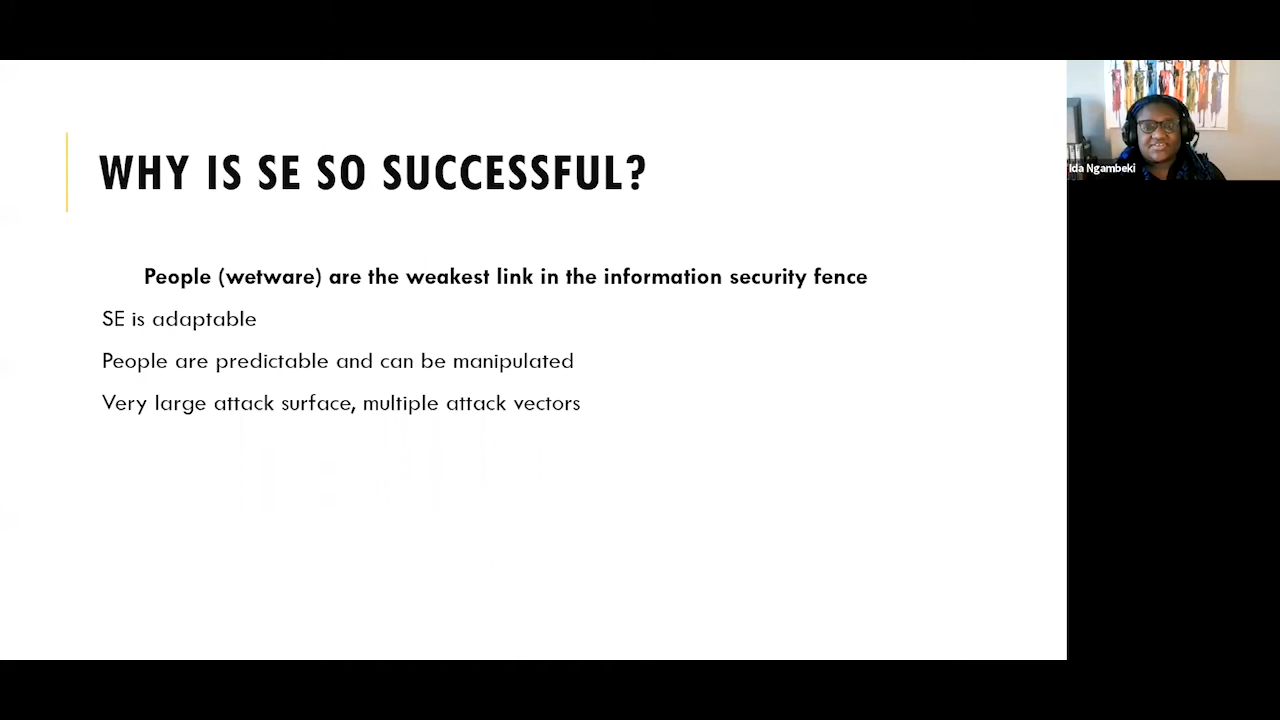 WHY IS SE SO SUCCESSFUL?
People (wetware) are the weakest link in the information security fence
SE is adaptable
People are predictable and can be manipulated
Very large attack surface, multiple attack vectors
ida Ngambeki